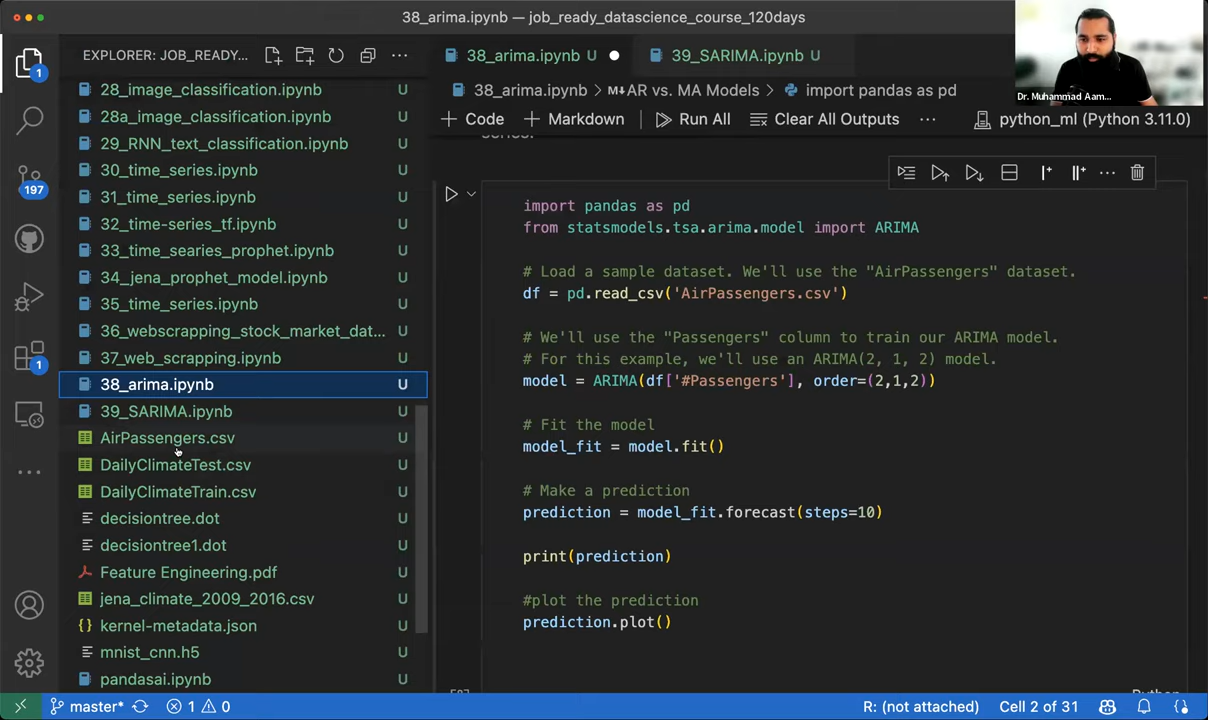 38_arima.ipynb — job_ready_datascience_course_120days
Dr. Muhammad Aam...
EXPLORER: JOB_READY_...
1
197
1
28_image_classification.ipynb U
28a_image_classification.ipynb U
29_RNN_text_classification.ipynb U
30_time_series.ipynb U
31_time_series.ipynb U
32_time-series_tf.ipynb U
33_time_searies_prophet.ipynb U
34_jena_prophet_model.ipynb U
35_time_series.ipynb U
36_webscrapping_stock_market_dat... U
37_web_scrapping.ipynb U
38_arima.ipynb U
39_SARIMA.ipynb U
AirPassengers.csv U
DailyClimateTest.csv U
DailyClimateTrain.csv U
decisiontree.dot U
decisiontree1.dot U
Feature Engineering.pdf U
jena_climate_2009_2016.csv U
kernel-metadata.json U
mnist_cnn.h5 U
pandasai.ipynb U
38_arima.ipynb U
39_SARIMA.ipynb U
38_arima.ipynb > AR vs. MA Models > import pandas as pd
+ Code + Markdown Run All Clear All Outputs ... python_ml (Python 3.11.0)
series.
import pandas as pd
from statsmodels.tsa.arima.model import ARIMA
# Load a sample dataset. We'll use the "AirPassengers" dataset.
df = pd.read_csv('AirPassengers.csv')
# We'll use the "Passengers" column to train our ARIMA model.
# For this example, we'll use an ARIMA(2, 1, 2) model.
model = ARIMA(df['#Passengers'], order=(2,1,2))
# Fit the model
model_fit = model.fit()
# Make a prediction
prediction = model_fit.forecast(steps=10)
print(prediction)
#plot the prediction
prediction.plot()
Python
master* 1 0 R: (not attached) Cell 2 of 31